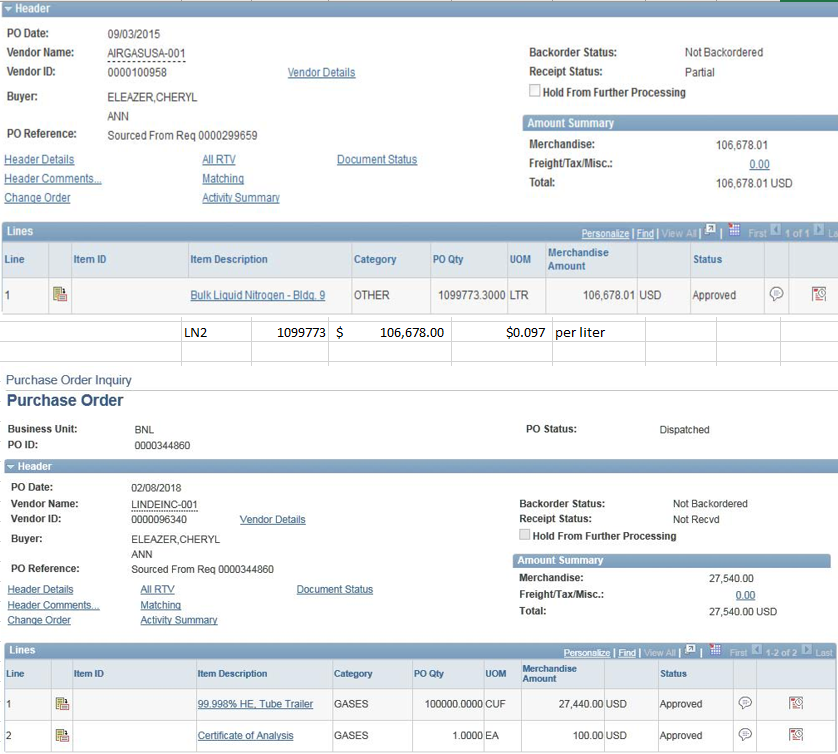 Header
PO Date: 09/03/2015
Vendor Name: AIRGASUSA-001
Vendor ID: 0000100958 Vendor Details
Backorder Status: Not Backordered
Receipt Status: Partial
Hold From Further Processing
Buyer: ELEAZER,CHERYL
ANN
PO Reference: Sourced From Req 0000299659
Amount Summary
Merchandise: 106,678.01
Freight/Tax/Misc.: 0.00
Total: 106,678.01 USD
Header Details All RTV Document Status
Header Comments... Matching
Change Order Activity Summary
Lines Personalize | Find | View All | | First 1 of 1 La
Line Item ID Item Description Category PO Qty UOM Merchandise Amount Status
1 Bulk Liquid Nitrogen - Bldg. 9 OTHER 1099773.3000 LTR 106,678.01 USD Approved
LN2 1099773 $ 106,678.00 $0.097 per liter
Purchase Order Inquiry
Purchase Order
Business Unit: BNL PO Status: Dispatched
PO ID: 0000344860
Header
PO Date: 02/08/2018
Vendor Name: LINDEINC-001
Vendor ID: 0000096340 Vendor Details
Backorder Status: Not Backordered
Receipt Status: Not Recvd
Hold From Further Processing
Buyer: ELEAZER,CHERYL
ANN
PO Reference: Sourced From Req 0000344860
Amount Summary
Merchandise: 27,540.00
Freight/Tax/Misc.: 0.00
Total: 27,540.00 USD
Header Details All RTV Document Status
Header Comments... Matching
Change Order Activity Summary
Lines Personalize | Find | View All | | First 1-2 of 2 Last
Line Item ID Item Description Category PO Qty UOM Merchandise Amount Status
1 99.998% HE, Tube Trailer GASES 100000.0000 CUF 27,440.00 USD Approved
2 Certificate of Analysis GASES 1.0000 EA 100.00 USD Approved